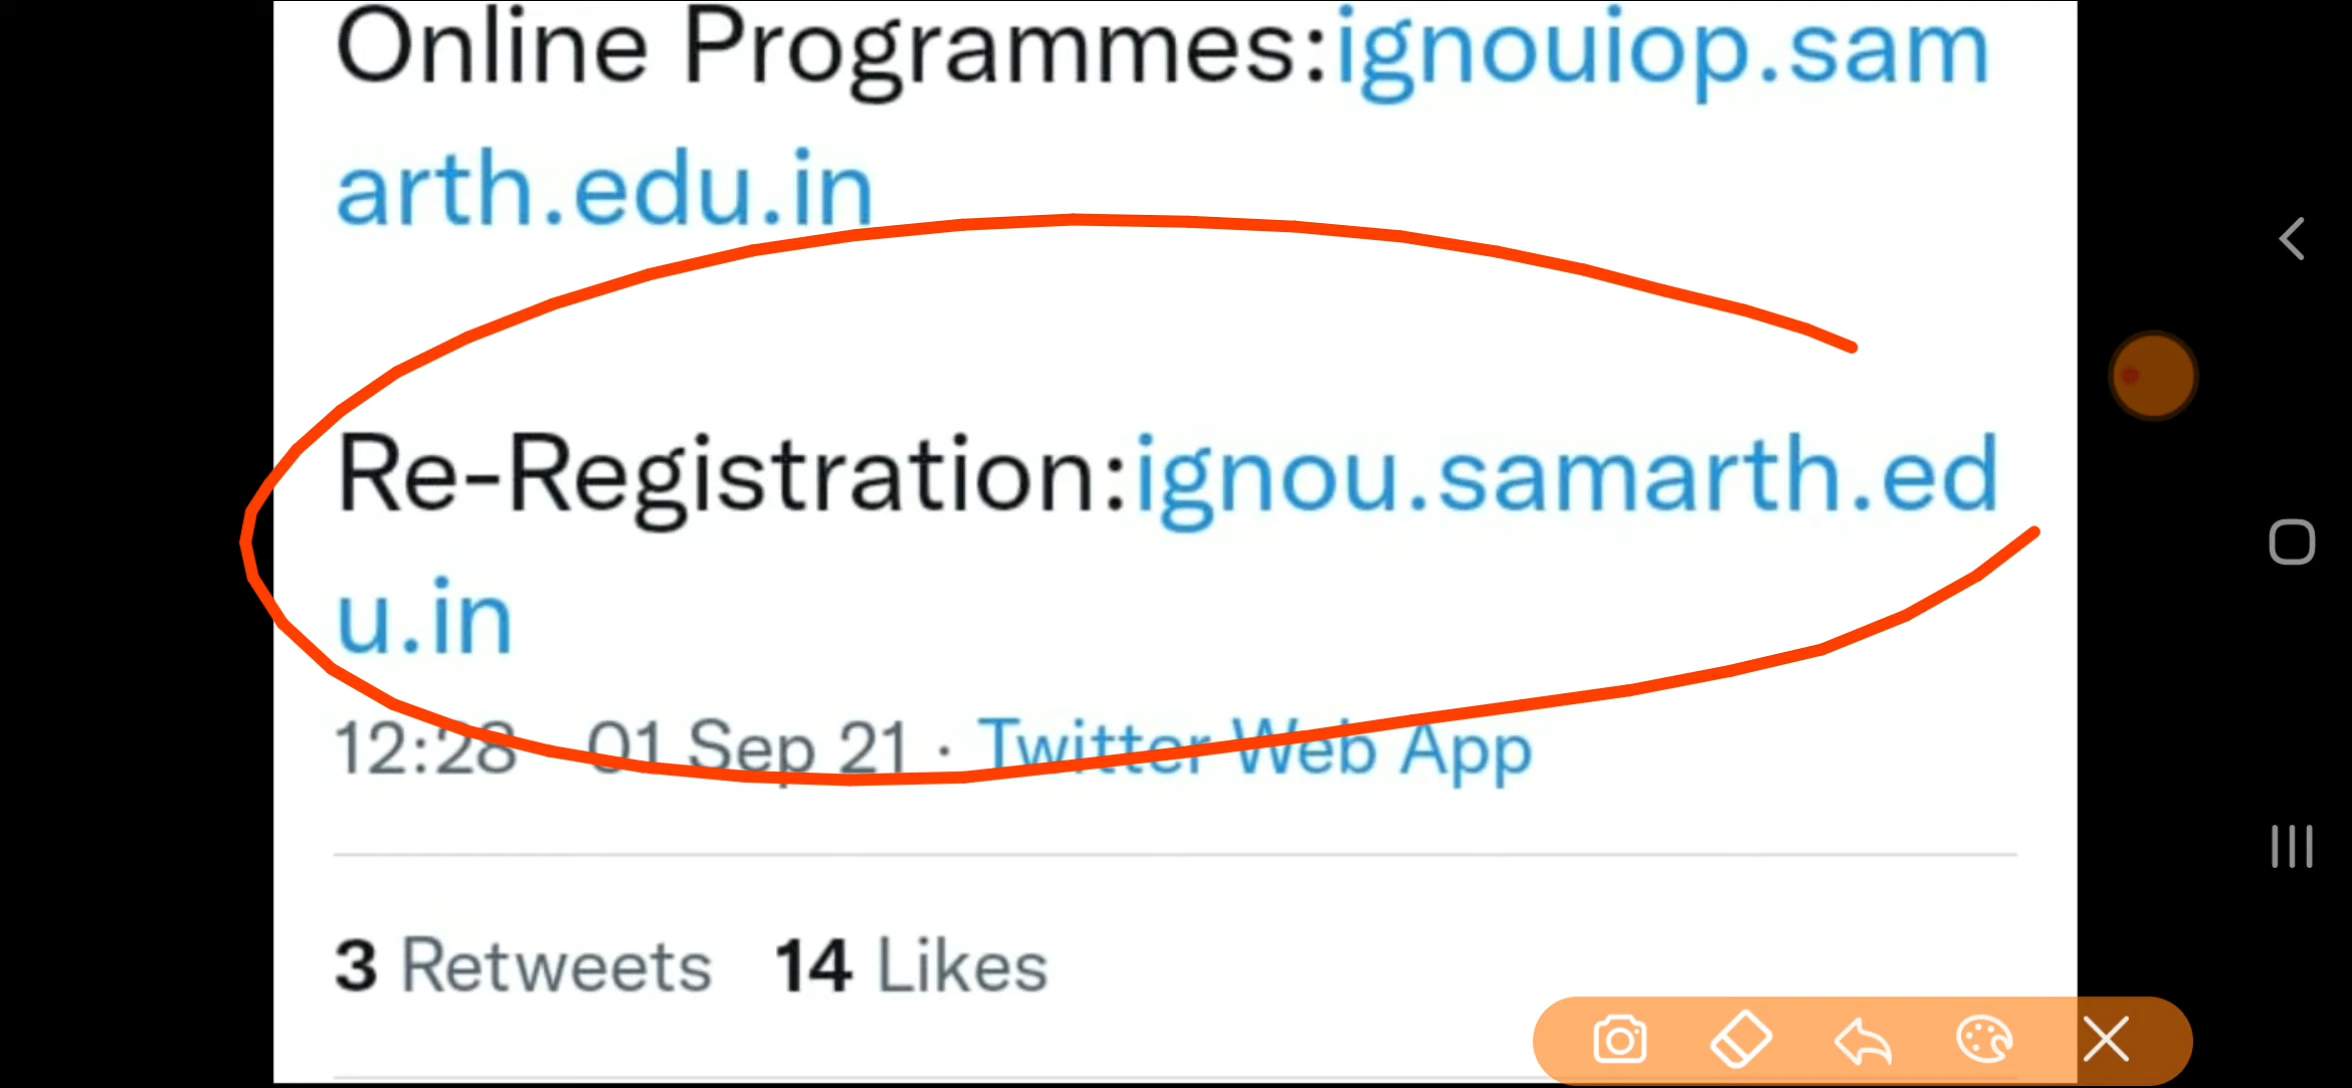 Online Programmes:ignouiop.sam
arth.edu.in
Re-Registration:ignou.samarth.ed
u.in
12:28 01 Sep 21 · Twitter Web App
3 Retweets 14 Likes